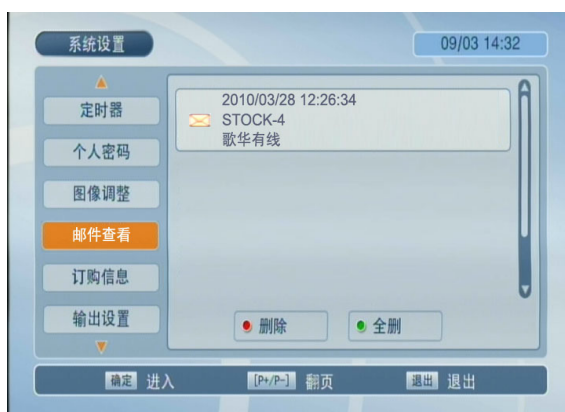 系统设置
09/03 14:32
定时器
个人密码
图像调整
邮件查看
订购信息
输出设置
2010/03/28 12:26:34
STOCK-4
歌华有线
删除
全删
确定 进入
[P+/P-] 翻页
退出 退出